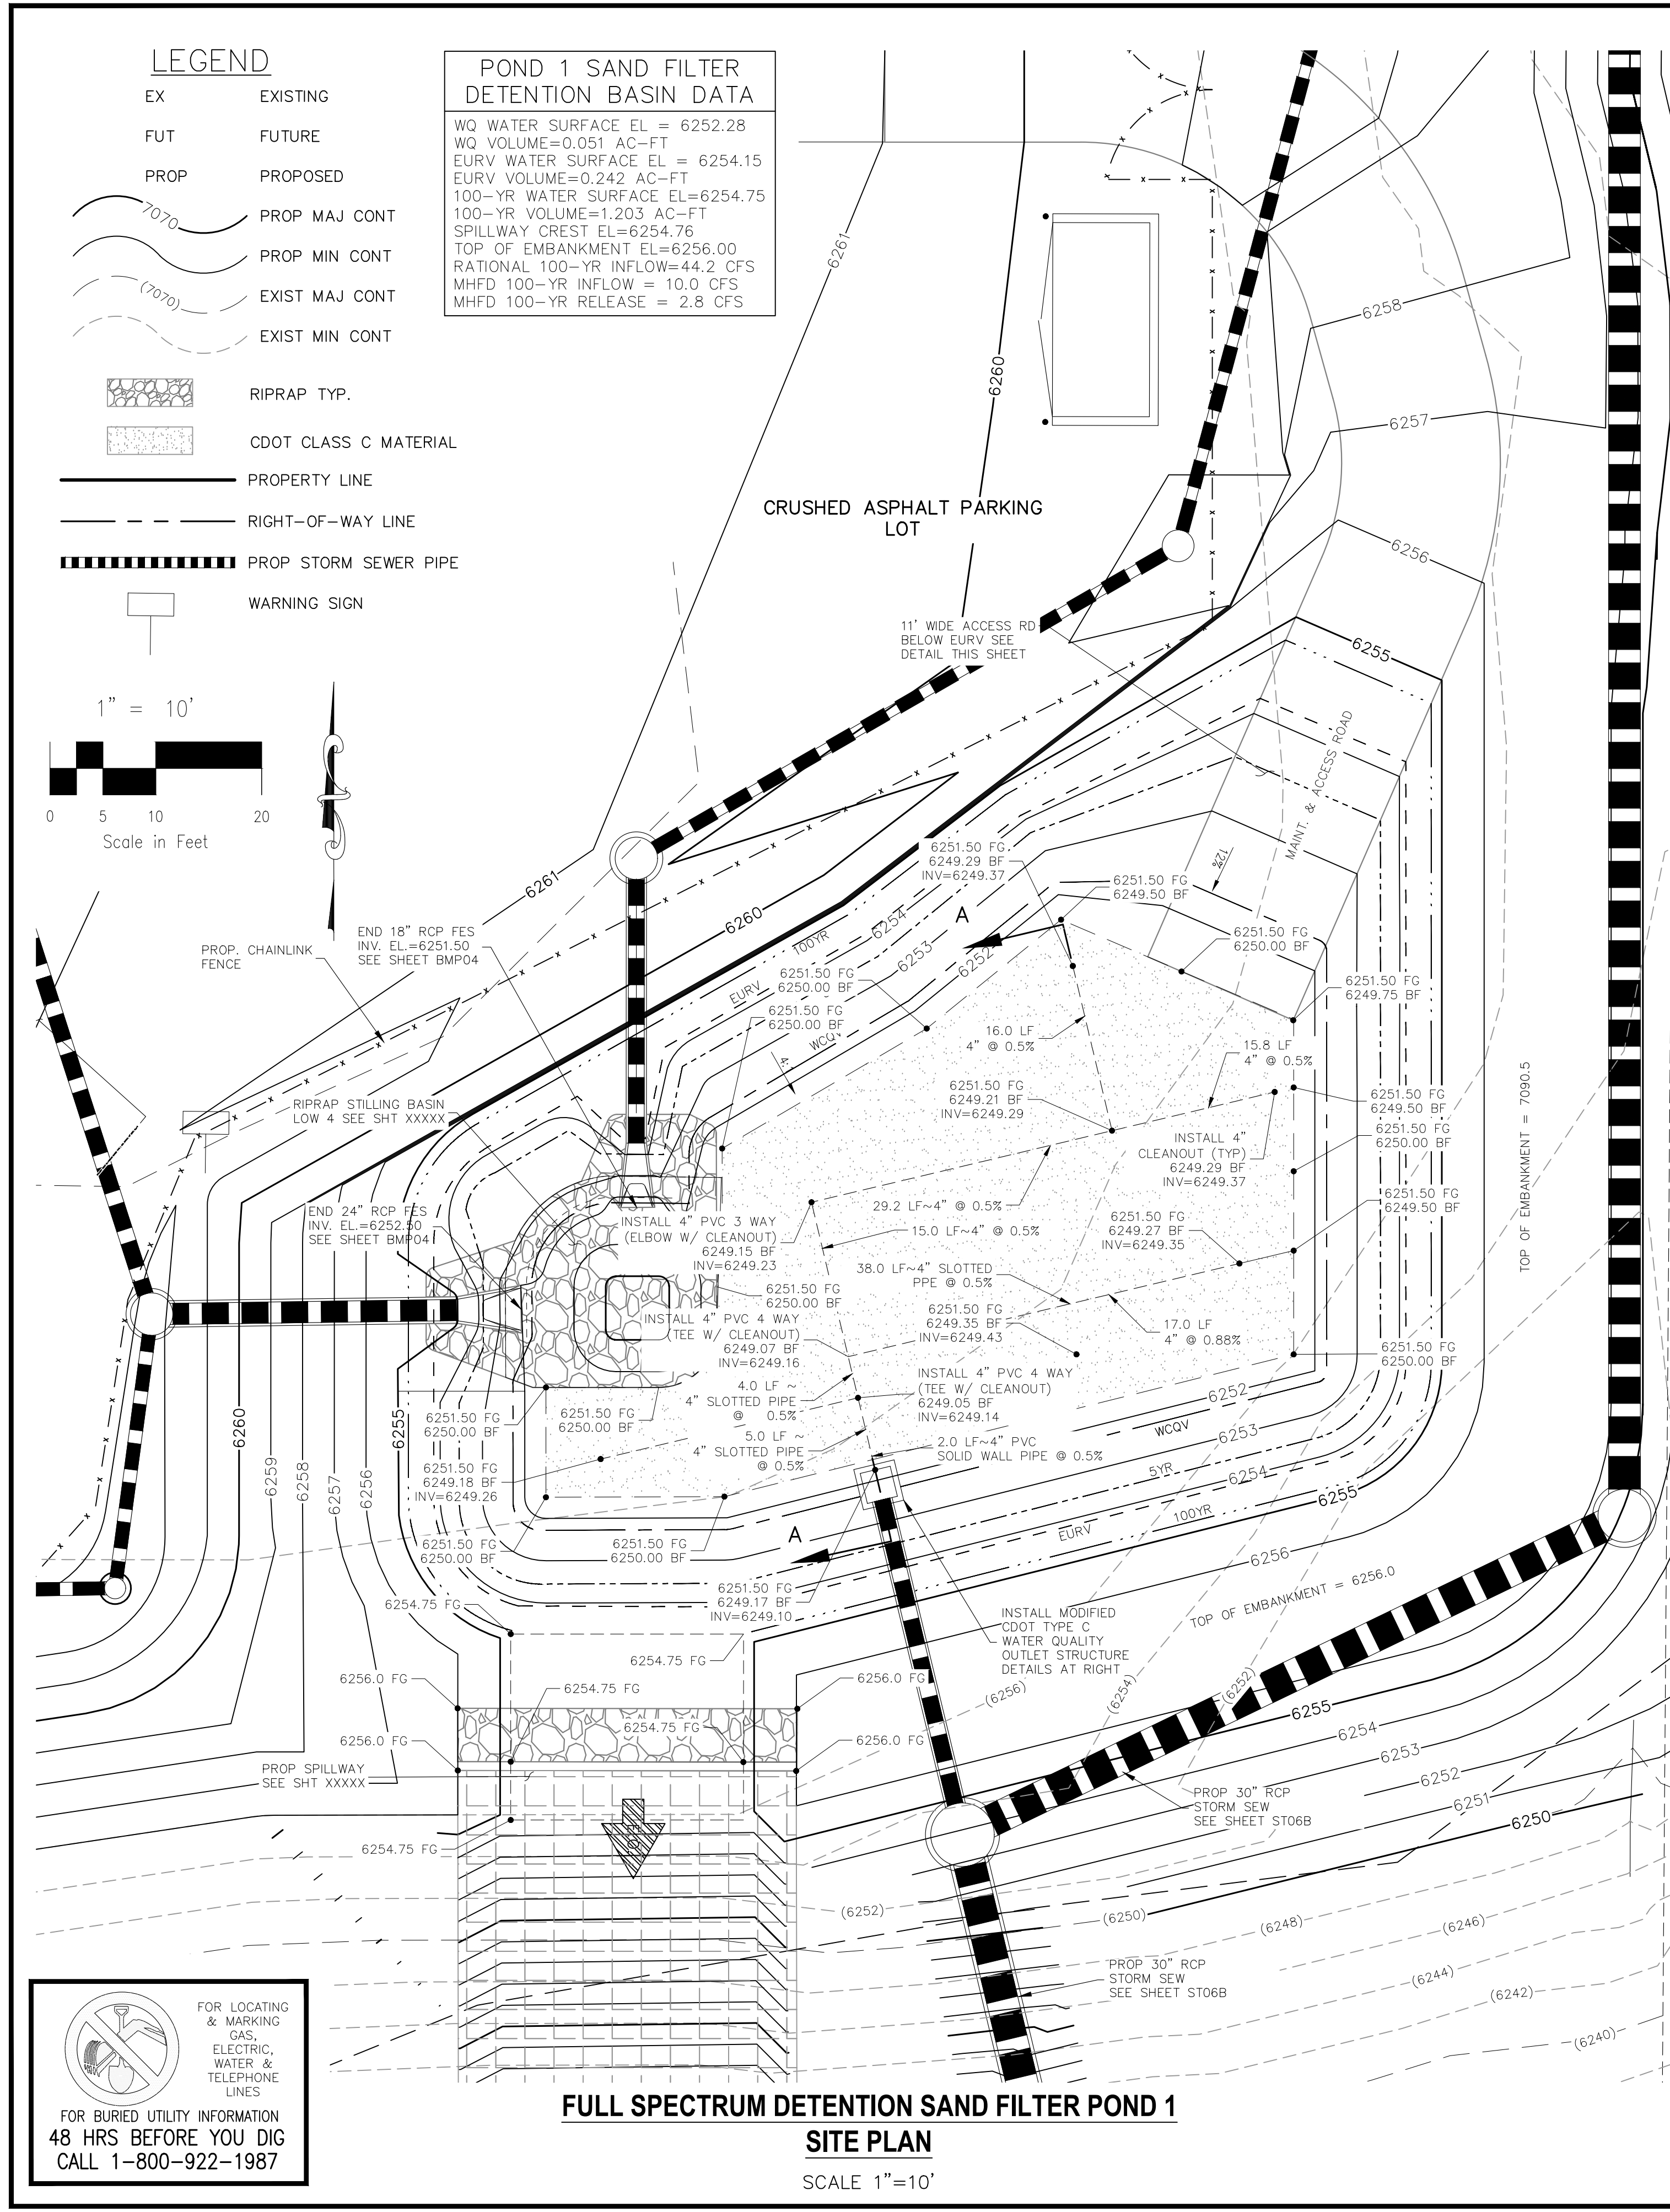 LEGEND
EX EXISTING
FUT FUTURE
PROP PROPOSED
7070 PROP MAJ CONT
PROP MIN CONT
(7070) EXIST MAJ CONT
EXIST MIN CONT
RIPRAP TYP.
CDOT CLASS C MATERIAL
PROPERTY LINE
RIGHT-OF-WAY LINE
PROP STORM SEWER PIPE
WARNING SIGN
1" = 10'
0 5 10 20
Scale in Feet
POND 1 SAND FILTER
DETENTION BASIN DATA
WQ WATER SURFACE EL = 6252.28
WQ VOLUME=0.051 AC-FT
EURV WATER SURFACE EL = 6254.15
EURV VOLUME=0.242 AC-FT
100-YR WATER SURFACE EL=6254.75
100-YR VOLUME=1.203 AC-FT
SPILLWAY CREST EL=6254.76
TOP OF EMBANKMENT EL=6256.00
RATIONAL 100-YR INFLOW=44.2 CFS
MHFD 100-YR INFLOW = 10.0 CFS
MHFD 100-YR RELEASE = 2.8 CFS
6261
6260
6258
6257
6256
6255
CRUSHED ASPHALT PARKING
LOT
11' WIDE ACCESS RD
BELOW EURV SEE
DETAIL THIS SHEET
MAINT. & ACCESS ROAD
12%
6261
6260
100YR
6254
EURV
6253
6252
A
6251.50 FG
6249.29 BF
INV=6249.37
6251.50 FG
6249.50 BF
6251.50 FG
6250.00 BF
6251.50 FG
6249.75 BF
END 18" RCP FES
INV. EL.=6251.50
SEE SHEET BMP04
PROP. CHAINLINK
FENCE
6251.50 FG
6250.00 BF
6251.50 FG
6250.00 BF
WCQV
4:
16.0 LF
4" @ 0.5%
15.8 LF
4" @ 0.5%
6251.50 FG
6249.21 BF
INV=6249.29
6251.50 FG
6249.50 BF
6251.50 FG
6250.00 BF
TOP OF EMBANKMENT = 7090.5
RIPRAP STILLING BASIN
LOW 4 SEE SHT XXXXX
INSTALL 4"
CLEANOUT (TYP)
6249.29 BF
INV=6249.37
6251.50 FG
6249.50 BF
END 24" RCP FES
INV. EL.=6252.50
SEE SHEET BMP04
29.2 LF~4" @ 0.5%
15.0 LF~4" @ 0.5%
INSTALL 4" PVC 3 WAY
(ELBOW W/ CLEANOUT)
6249.15 BF
INV=6249.23
6251.50 FG
6249.27 BF
INV=6249.35
38.0 LF~4" SLOTTED
PPE @ 0.5%
6251.50 FG
6250.00 BF
6251.50 FG
6249.35 BF
INV=6249.43
17.0 LF
4" @ 0.88%
INSTALL 4" PVC 4 WAY
(TEE W/ CLEANOUT)
6249.07 BF
INV=6249.16
6251.50 FG
6250.00 BF
INSTALL 4" PVC 4 WAY
(TEE W/ CLEANOUT)
6249.05 BF
INV=6249.14
4.0 LF ~
4" SLOTTED PIPE
@ 0.5%
5.0 LF ~
4" SLOTTED PIPE
@ 0.5%
2.0 LF~4" PVC
SOLID WALL PIPE @ 0.5%
6252
WCQV
6253
5YR
6254
6255
100YR
EURV
6256
6260
6259
6258
6257
6256
6255
6251.50 FG
6250.00 BF
6251.50 FG
6250.00 BF
6251.50 FG
6249.18 BF
INV=6249.26
6251.50 FG
6250.00 BF
6251.50 FG
6250.00 BF
A
6251.50 FG
6249.17 BF
INV=6249.10
TOP OF EMBANKMENT = 6256.0
INSTALL MODIFIED
CDOT TYPE C
WATER QUALITY
OUTLET STRUCTURE
DETAILS AT RIGHT
6254.75 FG
6254.75 FG
6256.0 FG
6254.75 FG
6256.0 FG
6254.75 FG
6256.0 FG
6256.0 FG
PROP SPILLWAY
SEE SHT XXXXX
6254.75 FG
(6256)
(6254)
(6252)
6255
6254
6253
6252
6251
6250
PROP 30" RCP
STORM SEW
SEE SHEET ST06B
(6252)
(6250)
(6248)
(6246)
(6244)
(6242)
(6240)
PROP 30" RCP
STORM SEW
SEE SHEET ST06B
FOR LOCATING
& MARKING
GAS,
ELECTRIC,
WATER &
TELEPHONE
LINES
FOR BURIED UTILITY INFORMATION
48 HRS BEFORE YOU DIG
CALL 1-800-922-1987
FULL SPECTRUM DETENTION SAND FILTER POND 1
SITE PLAN
SCALE 1"=10'